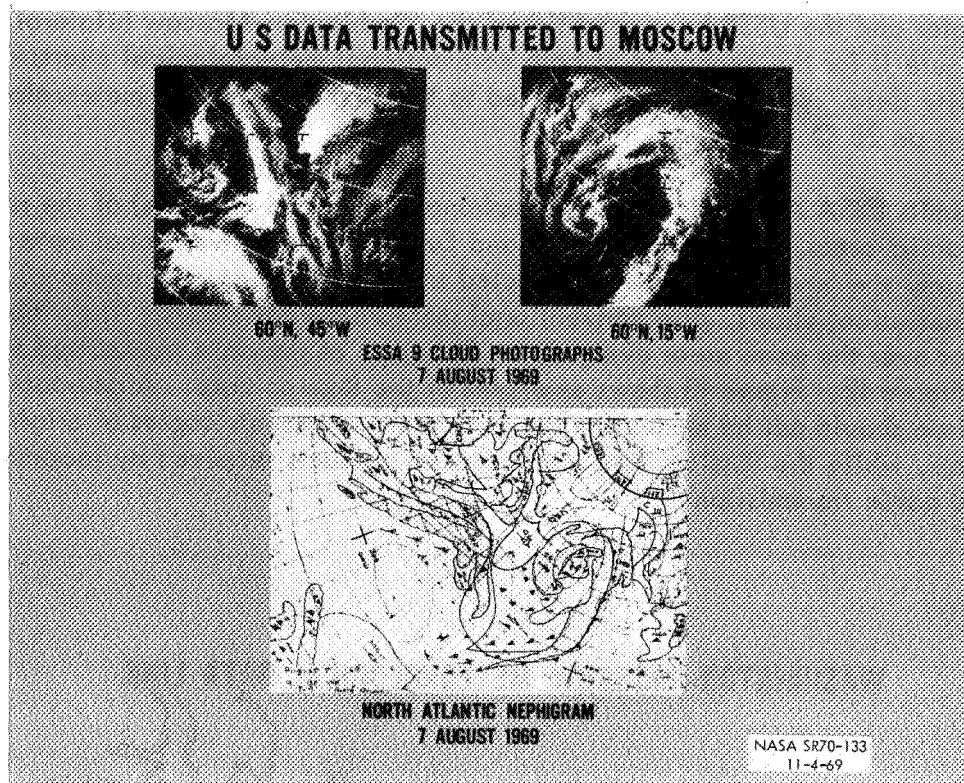 U S DATA TRANSMITTED TO MOSCOW
60°N, 45°W
60°N, 15°W
ESSA 9 CLOUD PHOTOGRAPHS
7 AUGUST 1969
NORTH ATLANTIC NEPHIGRAM
7 AUGUST 1969
NASA SR70-133
11-4-69